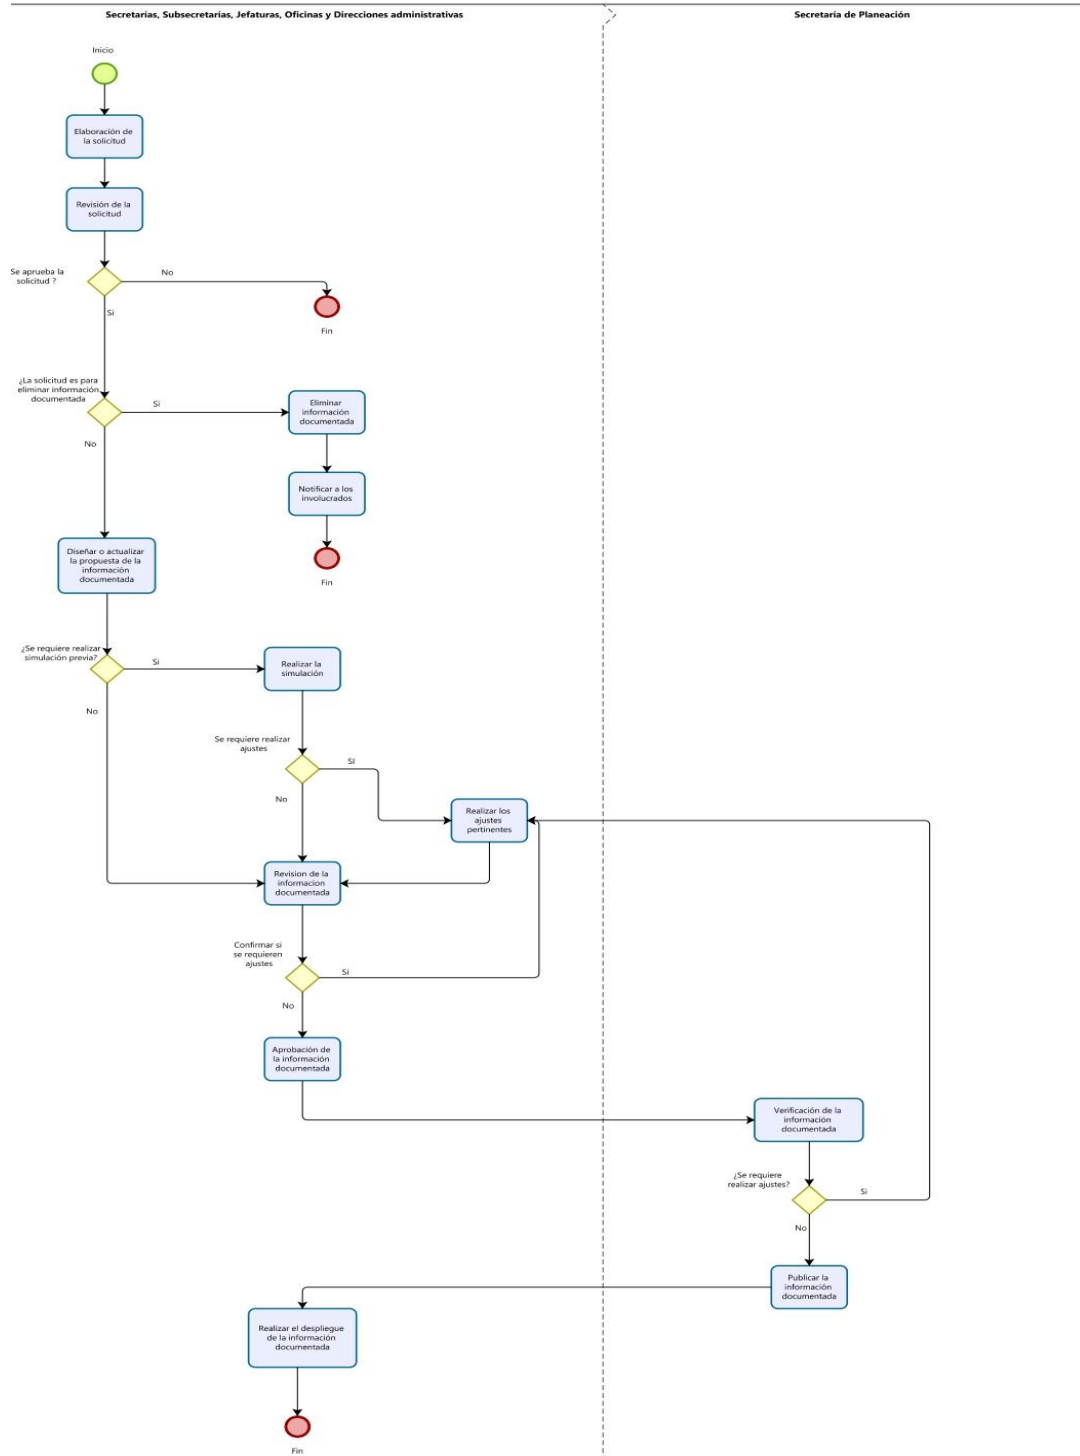 Secretarías, Subsecretarías, Jefaturas, Oficinas y Direcciones administrativas
Secretaría de Planeación
Inicio
Elaboración de
la solicitud
Revisión de la
solicitud
Se aprueba la
solicitud ?
No
Fin
Si
¿La solicitud es para
eliminar información
documentada
Si
Eliminar
información
documentada
No
Notificar a los
involucrados
Fin
Diseñar o actualizar
la propuesta de la
información
documentada
¿Se requiere realizar
simulación previa?
Si
Realizar la
simulación
No
Se requiere realizar
ajustes
SI
No
Realizar los
ajustes
pertinentes
Revision de la
informacion
documentada
Confirmar si
se requieren
ajustes
Si
No
Aprobación de
la información
documentada
Verificación de la
información
documentada
¿Se requiere
realizar ajustes?
Si
No
Publicar la
información
documentada
Realizar el despliegue
de la información
documentada
Fin